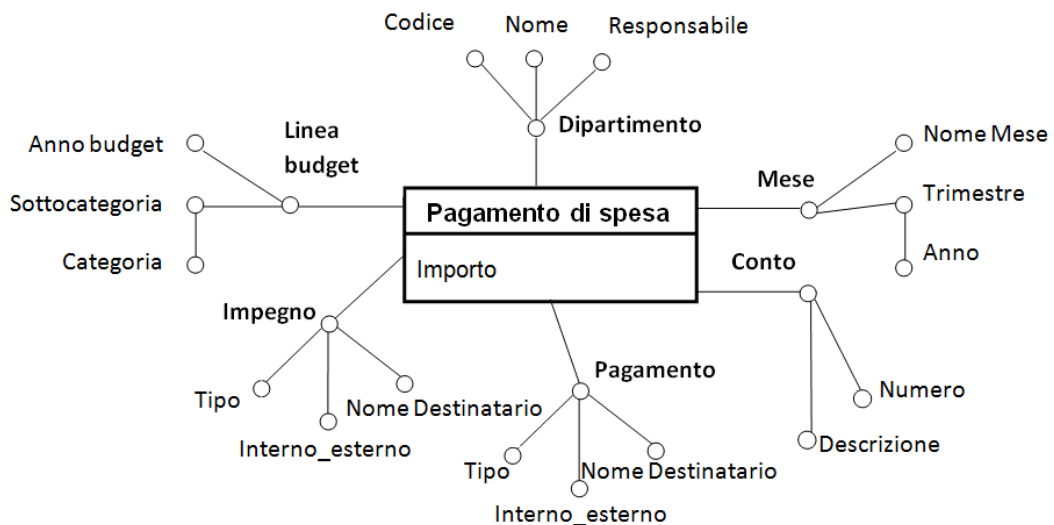 Codice
Nome
Responsabile
Dipartimento
Linea
budget
Anno budget
Sottocategoria
Categoria
Nome Mese
Mese
Trimestre
Anno
Pagamento di spesa
Importo
Conto
Numero
Descrizione
Impegno
Tipo
Nome Destinatario
Interno_esterno
Pagamento
Tipo
Nome Destinatario
Interno_esterno